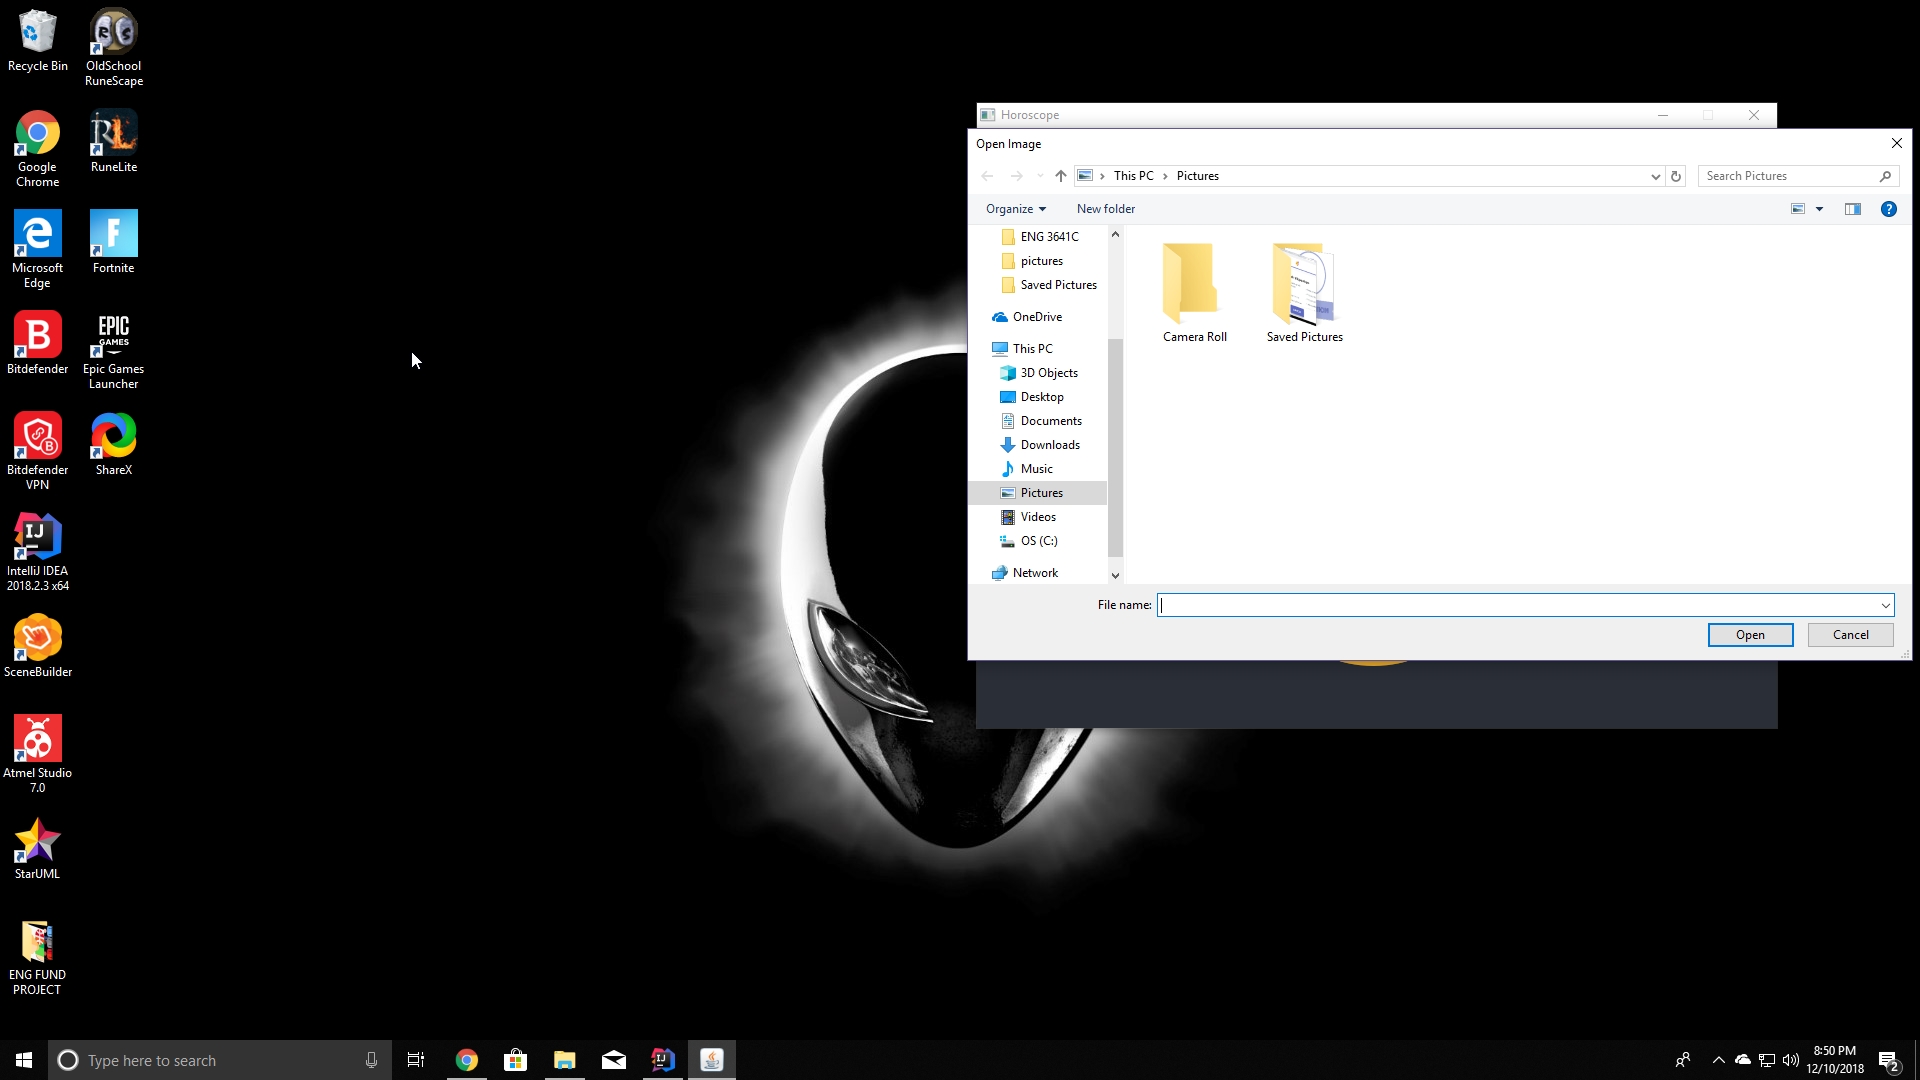 Recycle Bin
OldSchool
RuneScape
Google
Chrome
RuneLite
Microsoft
Edge
Fortnite
Bitdefender
EPIC
GAMES
Epic Games
Launcher
Bitdefender
VPN
ShareX
IJ
IntelliJ IDEA
2018.2.3 x64
SceneBuilder
Atmel Studio
7.0
StarUML
ENG FUND
PROJECT
Horoscope
Open Image
This PC > Pictures
Search Pictures
Organize
New folder
ENG 3641C
pictures
Saved Pictures
OneDrive
This PC
3D Objects
Desktop
Documents
Downloads
Music
Pictures
Videos
OS (C:)
Network
Camera Roll
Saved Pictures
File name:
Open
Cancel
Type here to search
8:50 PM
12/10/2018
2